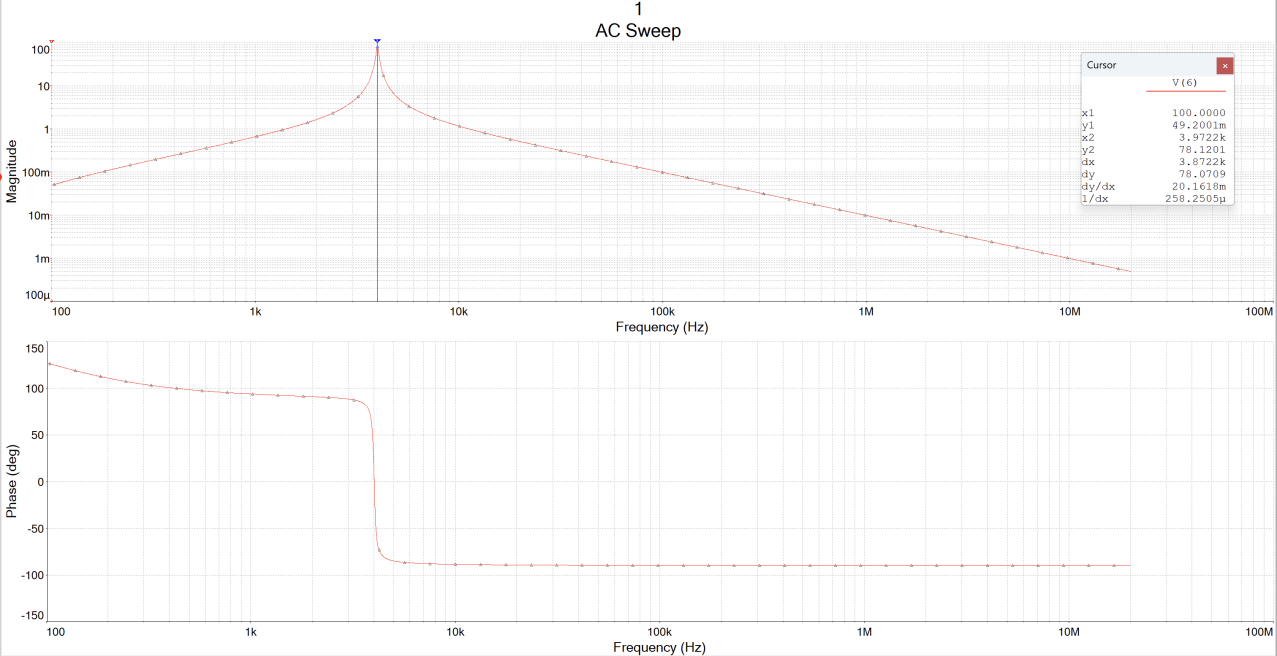 1
AC Sweep
Magnitude
100
10
1
100m
10m
1m
100µ
100 1k 10k 100k 1M 10M 100M
Frequency (Hz)
Cursor ×
V(6)
x1 100.0000
y1 49.2001m
x2 3.9722k
y2 78.1201
dx 3.8722k
dy 78.0709
dy/dx 20.1618m
1/dx 258.2505µ
Phase (deg)
150
100
50
0
-50
-100
-150
100 1k 10k 100k 1M 10M 100M
Frequency (Hz)